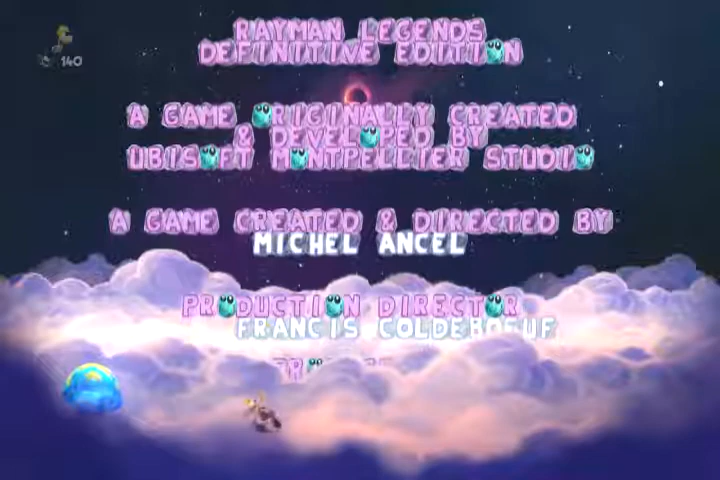 140
RAYMAN LEGENDS
DEFINITIVE EDITION
A GAME ORIGINALLY CREATED
& DEVELOPED BY
UBISOFT MONTPELLIER STUDIO
A GAME CREATED & DIRECTED BY
MICHEL ANCEL
PRODUCTION DIRECTOR
FRANCIS COLDEBOEUF